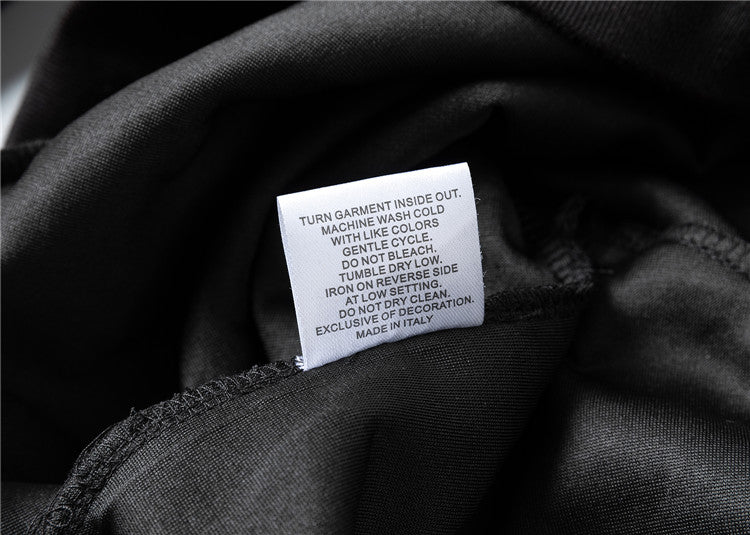 TURN GARMENT INSIDE OUT.
MACHINE WASH COLD
WITH LIKE COLORS
GENTLE CYCLE.
DO NOT BLEACH.
TUMBLE DRY LOW.
IRON ON REVERSE SIDE
AT LOW SETTING.
DO NOT DRY CLEAN.
EXCLUSIVE OF DECORATION.
MADE IN ITALY